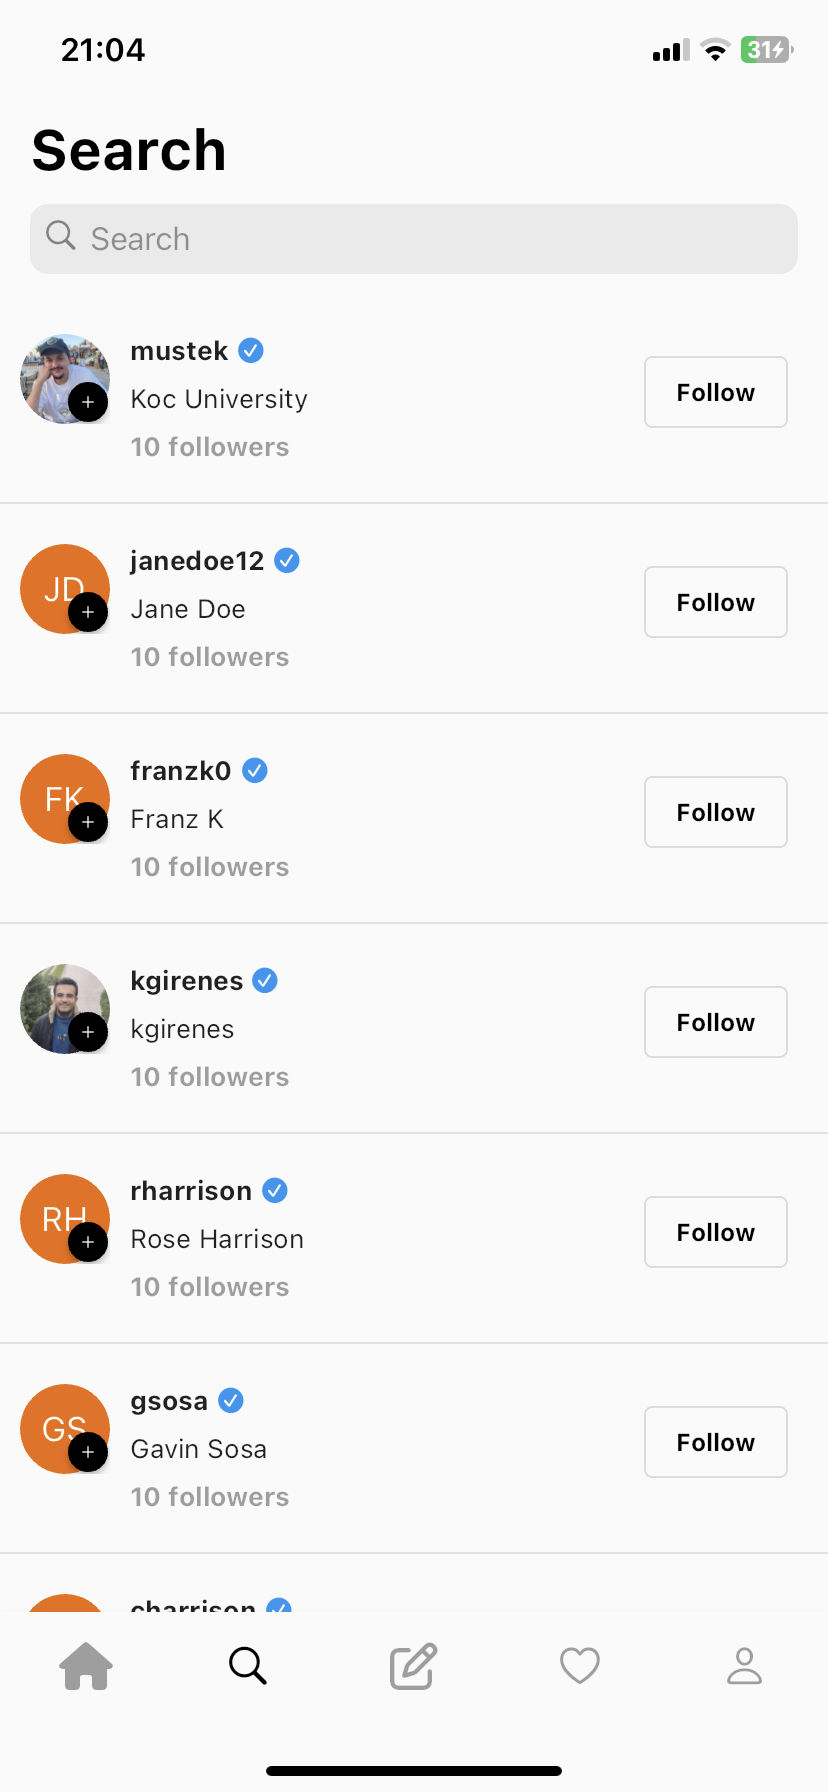 21:04
31
Search
Search
mustek
Koc University
10 followers
Follow
JD
janedoe12
Jane Doe
10 followers
Follow
FK
franzk0
Franz K
10 followers
Follow
kgirenes
kgirenes
10 followers
Follow
RH
rharrison
Rose Harrison
10 followers
Follow
GS
gsosa
Gavin Sosa
10 followers
Follow
charrison